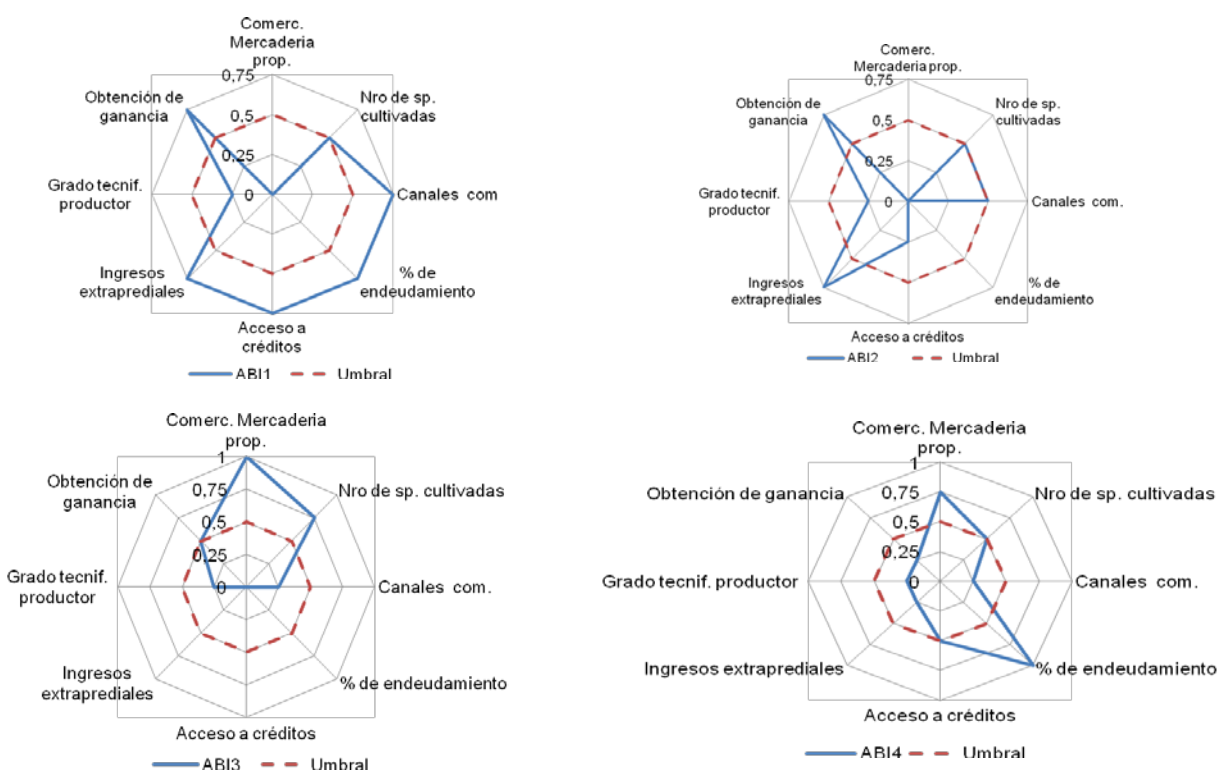 Comerc.
Mercaderia
prop.
0,75
Obtención de
ganancia
Nro de sp.
cultivadas
0,5
0,25
Grado tecnif.
productor
0
Canales com
Ingresos
extraprediales
% de
endeudamiento
Acceso a
créditos
ABI1
Umbral
Comerc.
Mercaderia prop.
0,75
Obtención de
ganancia
Nro de sp.
cultivadas
0,5
0,25
Grado tecnif.
productor
0
Canales com.
Ingresos
extraprediales
% de
endeudamiento
Acceso a créditos
ABI2
Umbral
Comerc. Mercaderia
prop.
1
Obtención de
ganancia
0,75
Nro de sp. cultivadas
0,5
0,25
Grado tecnif.
productor
0
Canales com.
Ingresos
extraprediales
% de endeudamiento
Acceso a créditos
ABI3
Umbral
Comerc. Mercaderia
prop.
1
Obtención de ganancia
0,75
Nro de sp. cultivadas
0,5
0,25
Grado tecnif. productor
0
Canales com.
Ingresos extraprediales
% de endeudamiento
Acceso a créditos
ABI4
Umbral